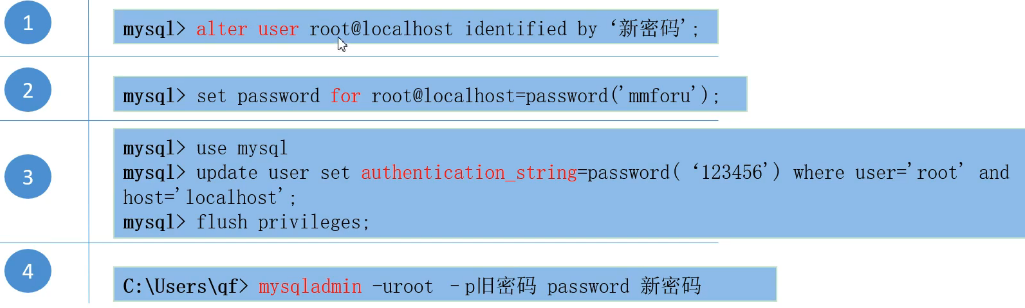 1
mysql> alter user root@localhost identified by ‘新密码’;
2
mysql> set password for root@localhost=password('mmforu');
3
mysql> use mysql
mysql> update user set authentication_string=password( ‘123456’) where user='root' and
host='localhost';
mysql> flush privileges;
4
C:\Users\qf> mysqladmin -uroot –p旧密码 password 新密码